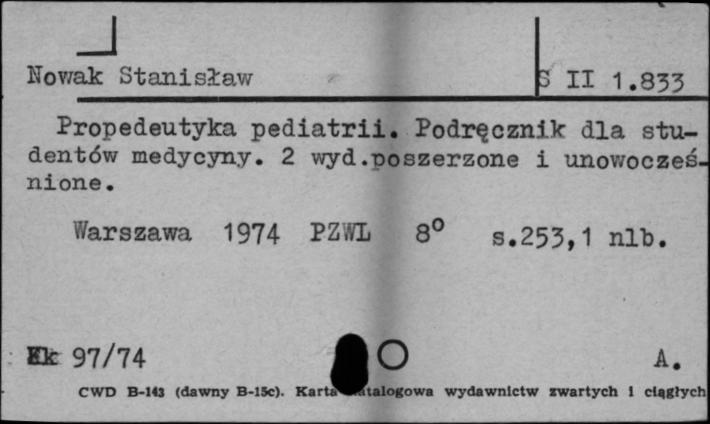 Nowak Stanisław S II 1.833
Propedeutyka pediatrii. Podręcznik dla stu-
dentów medycyny. 2 wyd.poszerzone i unowocześ-
nione.
Warszawa 1974 PZWL 8° s.253,1 nlb.
Ek 97/74 A.
CWD B-143 (dawny B-15c). Karta wydawnictw zwartych i ciągłych